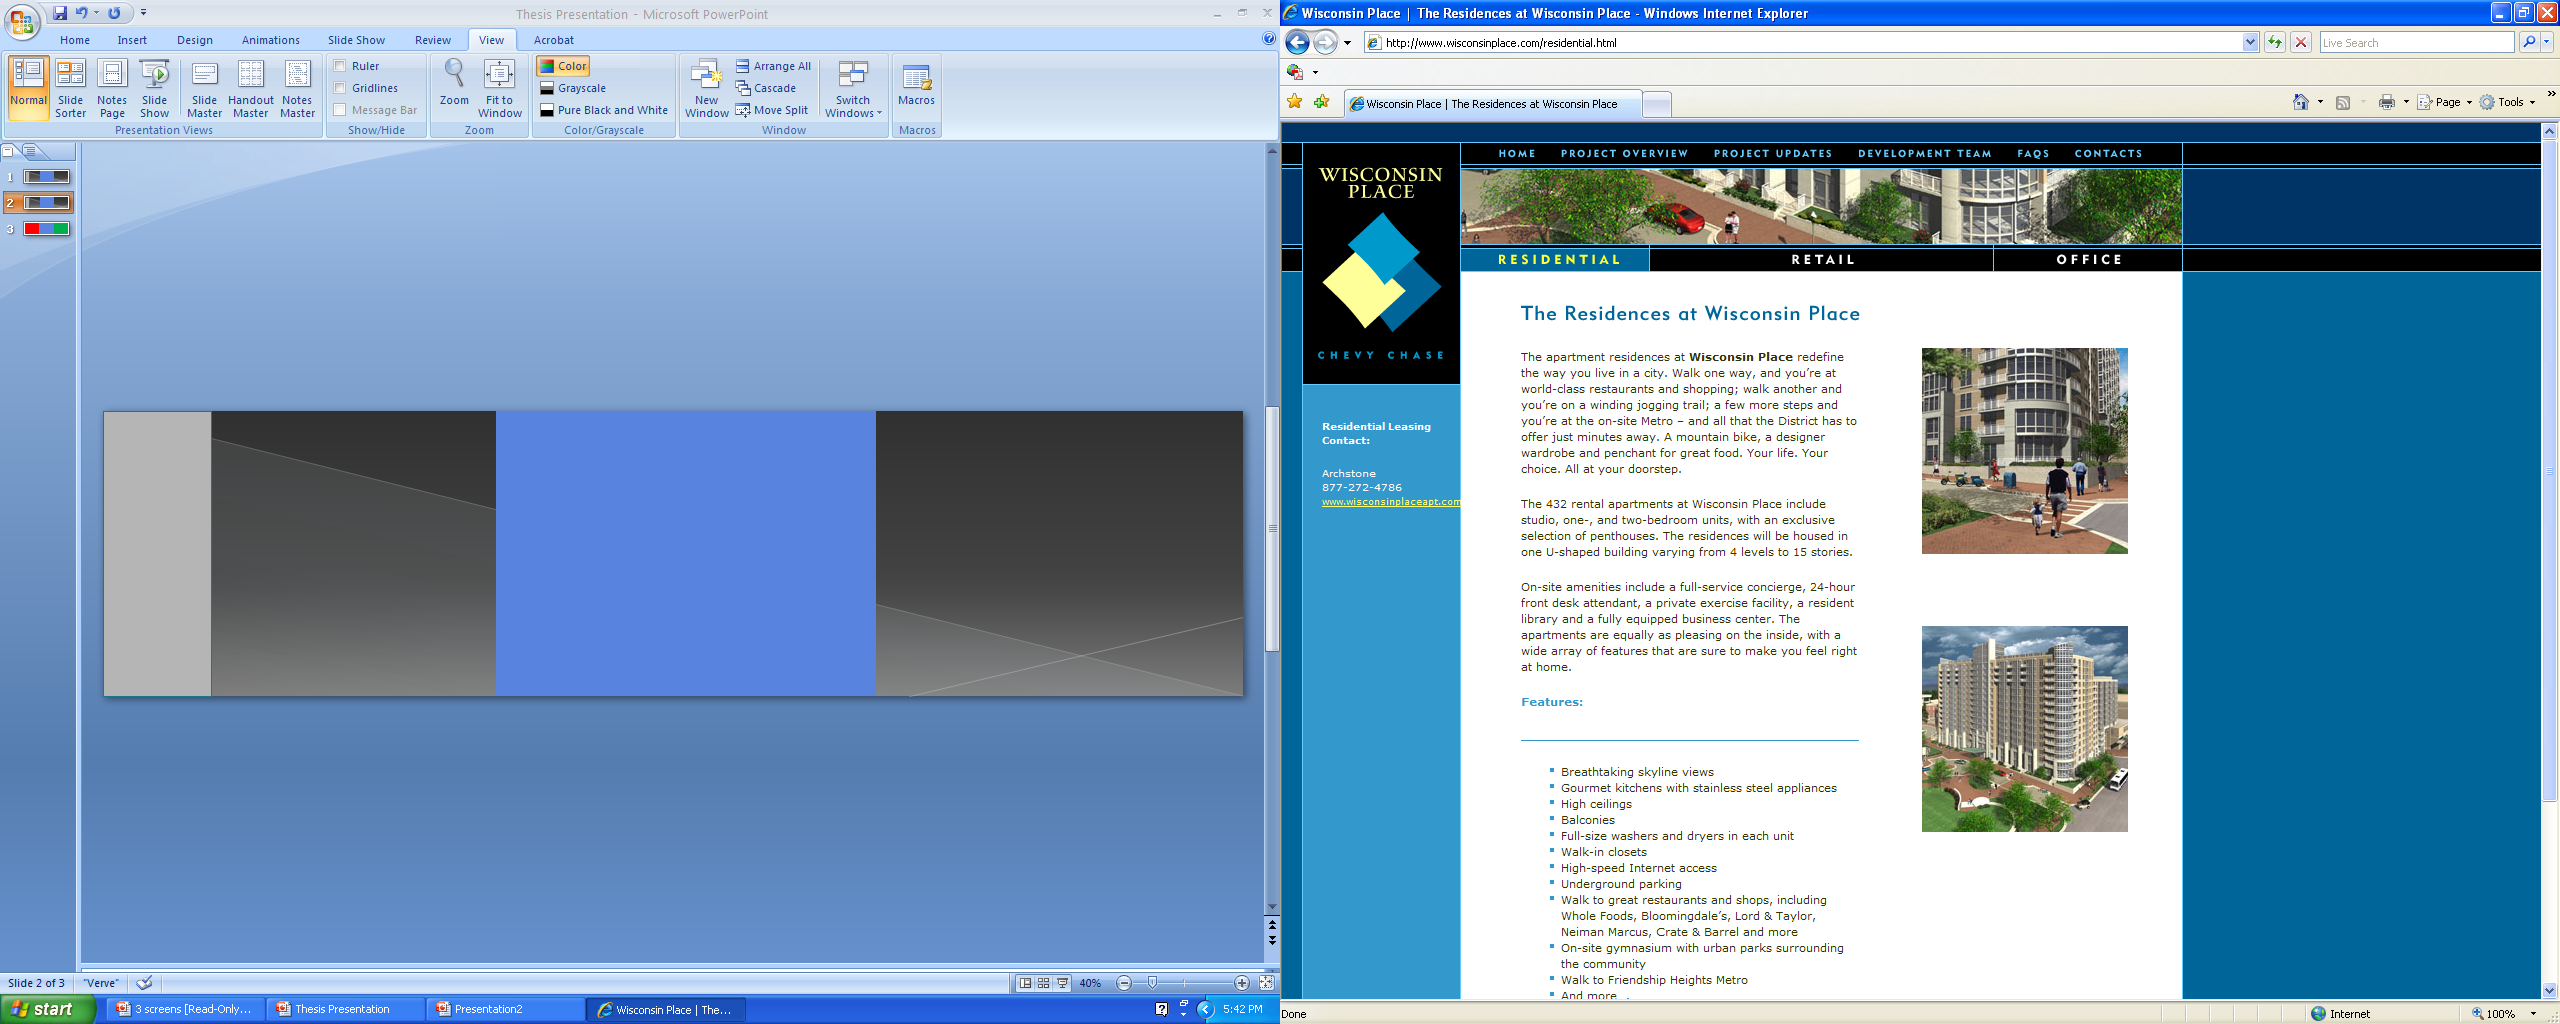 Thesis Presentation - Microsoft PowerPoint
Home Insert Design Animations Slide Show Review View Acrobat
Normal
Slide Sorter
Notes Page
Slide Show
Slide Master
Handout Master
Notes Master
Presentation Views
Ruler
Gridlines
Message Bar
Show/Hide
Zoom
Fit to Window
Zoom
Color
Grayscale
Pure Black and White
Color/Grayscale
New Window
Arrange All
Cascade
Move Split
Switch Windows
Window
Macros
Macros
1
2
3
Slide 2 of 3 "Verve" 40%
start 3 screens [Read-Only... Thesis Presentation Presentation2 Wisconsin Place | The... 5:42 PM
Wisconsin Place | The Residences at Wisconsin Place - Windows Internet Explorer
http://www.wisconsinplace.com/residential.html Live Search
Wisconsin Place | The Residences at Wisconsin Place Page Tools
HOME PROJECT OVERVIEW PROJECT UPDATES DEVELOPMENT TEAM FAQS CONTACTS
WISCONSIN
PLACE
CHEVY CHASE
RESIDENTIAL RETAIL OFFICE
Residential Leasing
Contact:
Archstone
877-272-4786
www.wisconsinplaceapt.com
The Residences at Wisconsin Place
The apartment residences at Wisconsin Place redefine
the way you live in a city. Walk one way, and you're at
world-class restaurants and shopping; walk another and
you're on a winding jogging trail; a few more steps and
you're at the on-site Metro – and all that the District has to
offer just minutes away. A mountain bike, a designer
wardrobe and penchant for great food. Your life. Your
choice. All at your doorstep.
The 432 rental apartments at Wisconsin Place include
studio, one-, and two-bedroom units, with an exclusive
selection of penthouses. The residences will be housed in
one U-shaped building varying from 4 levels to 15 stories.
On-site amenities include a full-service concierge, 24-hour
front desk attendant, a private exercise facility, a resident
library and a fully equipped business center. The
apartments are equally as pleasing on the inside, with a
wide array of features that are sure to make you feel right
at home.
Features:
Breathtaking skyline views
Gourmet kitchens with stainless steel appliances
High ceilings
Balconies
Full-size washers and dryers in each unit
Walk-in closets
High-speed Internet access
Underground parking
Walk to great restaurants and shops, including
Whole Foods, Bloomingdale's, Lord & Taylor,
Neiman Marcus, Crate & Barrel and more
On-site gymnasium with urban parks surrounding
the community
Walk to Friendship Heights Metro
And more...
Done Internet 100%